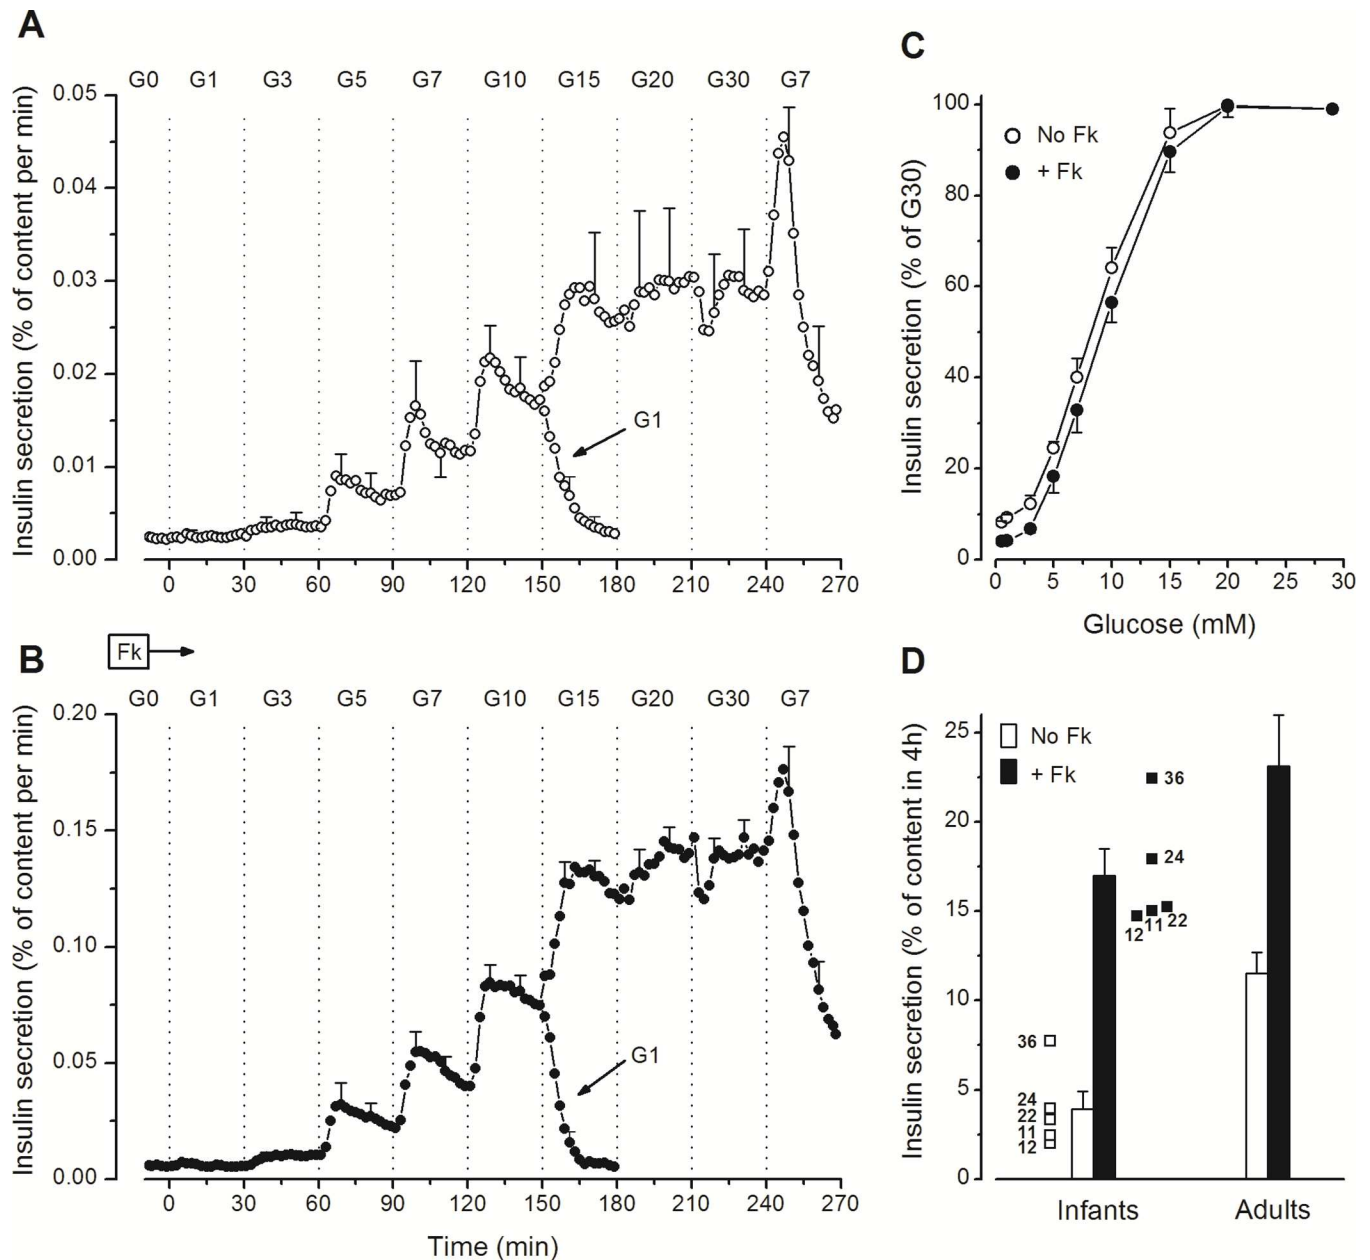 A
G0 G1 G3 G5 G7 G10 G15 G20 G30 G7
Insulin secretion (% of content per min)
0.05
0.04
0.03
0.02
0.01
0.00
G1
0 30 60 90 120 150 180 210 240 270
C
Insulin secretion (% of G30)
100
80
60
40
20
0
No Fk
+ Fk
0 5 10 15 20 25 30
Glucose (mM)
B
Fk
G0 G1 G3 G5 G7 G10 G15 G20 G30 G7
Insulin secretion (% of content per min)
0.20
0.15
0.10
0.05
0.00
G1
0 30 60 90 120 150 180 210 240 270
Time (min)
D
Insulin secretion (% of content in 4h)
25
20
15
10
5
0
No Fk
+ Fk
36
24
12 11 22
36
24
22
11
12
Infants Adults